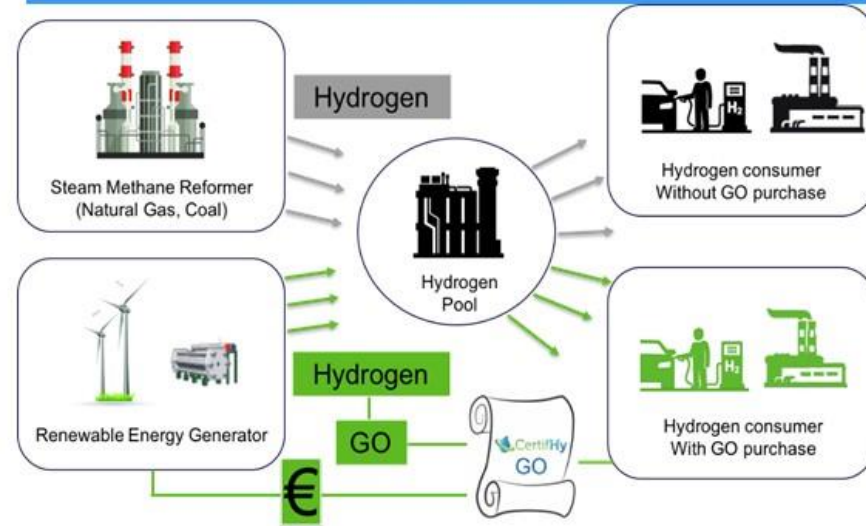 Hydrogen
Steam Methane Reformer
(Natural Gas, Coal)
H₂
Hydrogen consumer
Without GO purchase
Hydrogen
Pool
Renewable Energy Generator
Hydrogen
GO
€
CertifHy
GO
H₂
Hydrogen consumer
With GO purchase